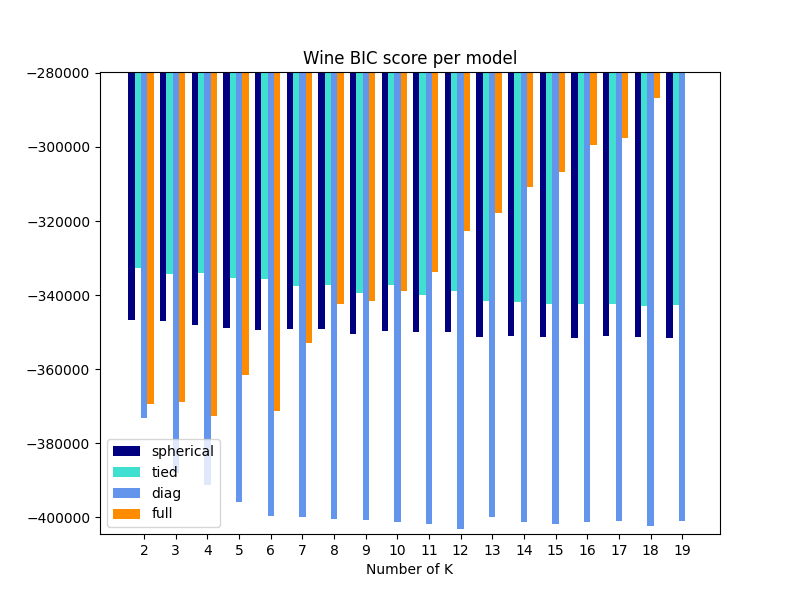 Wine BIC score per model
−280000
−300000
−320000
−340000
−360000
−380000
−400000
spherical
tied
diag
full
2 3 4 5 6 7 8 9 10 11 12 13 14 15 16 17 18 19
Number of K